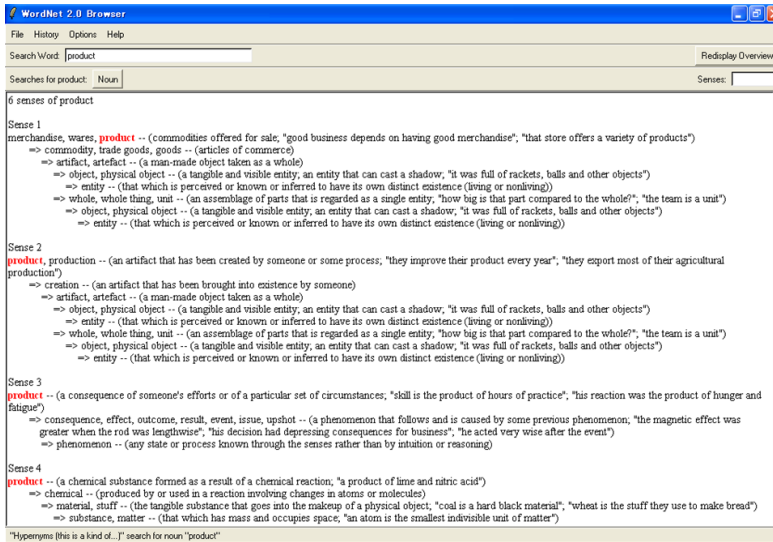 WordNet 2.0 Browser
File History Options Help
Search Word: product
Redisplay Overview
Searches for product: Noun
Senses:
6 senses of product
Sense 1
merchandise, wares, product -- (commodities offered for sale; "good business depends on having good merchandise"; "that store offers a variety of products")
=> commodity, trade goods, goods -- (articles of commerce)
=> artifact, artefact -- (a man-made object taken as a whole)
=> object, physical object -- (a tangible and visible entity; an entity that can cast a shadow; "it was full of rackets, balls and other objects")
=> entity -- (that which is perceived or known or inferred to have its own distinct existence (living or nonliving))
=> whole, whole thing, unit -- (an assemblage of parts that is regarded as a single entity; "how big is that part compared to the whole?"; "the team is a unit")
=> object, physical object -- (a tangible and visible entity; an entity that can cast a shadow; "it was full of rackets, balls and other objects")
=> entity -- (that which is perceived or known or inferred to have its own distinct existence (living or nonliving))
Sense 2
product, production -- (an artifact that has been created by someone or some process; "they improve their product every year"; "they export most of their agricultural
production")
=> creation -- (an artifact that has been brought into existence by someone)
=> artifact, artefact -- (a man-made object taken as a whole)
=> object, physical object -- (a tangible and visible entity; an entity that can cast a shadow; "it was full of rackets, balls and other objects")
=> entity -- (that which is perceived or known or inferred to have its own distinct existence (living or nonliving))
=> whole, whole thing, unit -- (an assemblage of parts that is regarded as a single entity; "how big is that part compared to the whole?"; "the team is a unit")
=> object, physical object -- (a tangible and visible entity; an entity that can cast a shadow; "it was full of rackets, balls and other objects")
=> entity -- (that which is perceived or known or inferred to have its own distinct existence (living or nonliving))
Sense 3
product -- (a consequence of someone's efforts or of a particular set of circumstances; "skill is the product of hours of practice"; "his reaction was the product of hunger and
fatigue")
=> consequence, effect, outcome, result, event, issue, upshot -- (a phenomenon that follows and is caused by some previous phenomenon; "the magnetic effect was
greater when the rod was lengthwise"; "his decision had depressing consequences for business"; "he acted very wise after the event")
=> phenomenon -- (any state or process known through the senses rather than by intuition or reasoning)
Sense 4
product -- (a chemical substance formed as a result of a chemical reaction; "a product of lime and nitric acid")
=> chemical -- (produced by or used in a reaction involving changes in atoms or molecules)
=> material, stuff -- (the tangible substance that goes into the makeup of a physical object; "coal is a hard black material"; "wheat is the stuff they use to make bread")
=> substance, matter -- (that which has mass and occupies space; "an atom is the smallest indivisible unit of matter")
"Hypernyms (this is a kind of...)" search for noun "product"